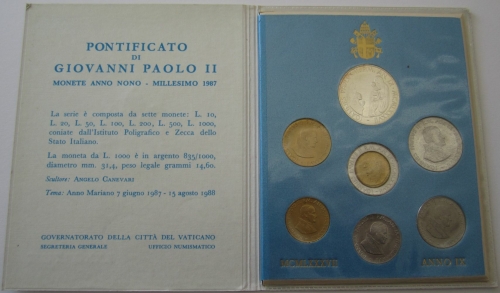 PONTIFICATO
DI
GIOVANNI PAOLO II
MONETE ANNO NONO - MILLESIMO 1987
La serie è composta da sette monete: L. 10,
L. 20, L. 50, L. 100, L. 200, L. 500, L. 1000,
coniate dall'Istituto Poligrafico e Zecca dello
Stato Italiano.
La moneta da L. 1000 è in argento 835/1000,
diametro mm. 31,4, peso legale grammi 14,60.
Scultore: ANGELO CANEVARI
Tema: Anno Mariano 7 giugno 1987 - 15 agosto 1988
GOVERNATORATO DELLA CITTÀ DEL VATICANO
SEGRETERIA GENERALE UFFICIO NUMISMATICO
MCMLXXXVII ANNO IX